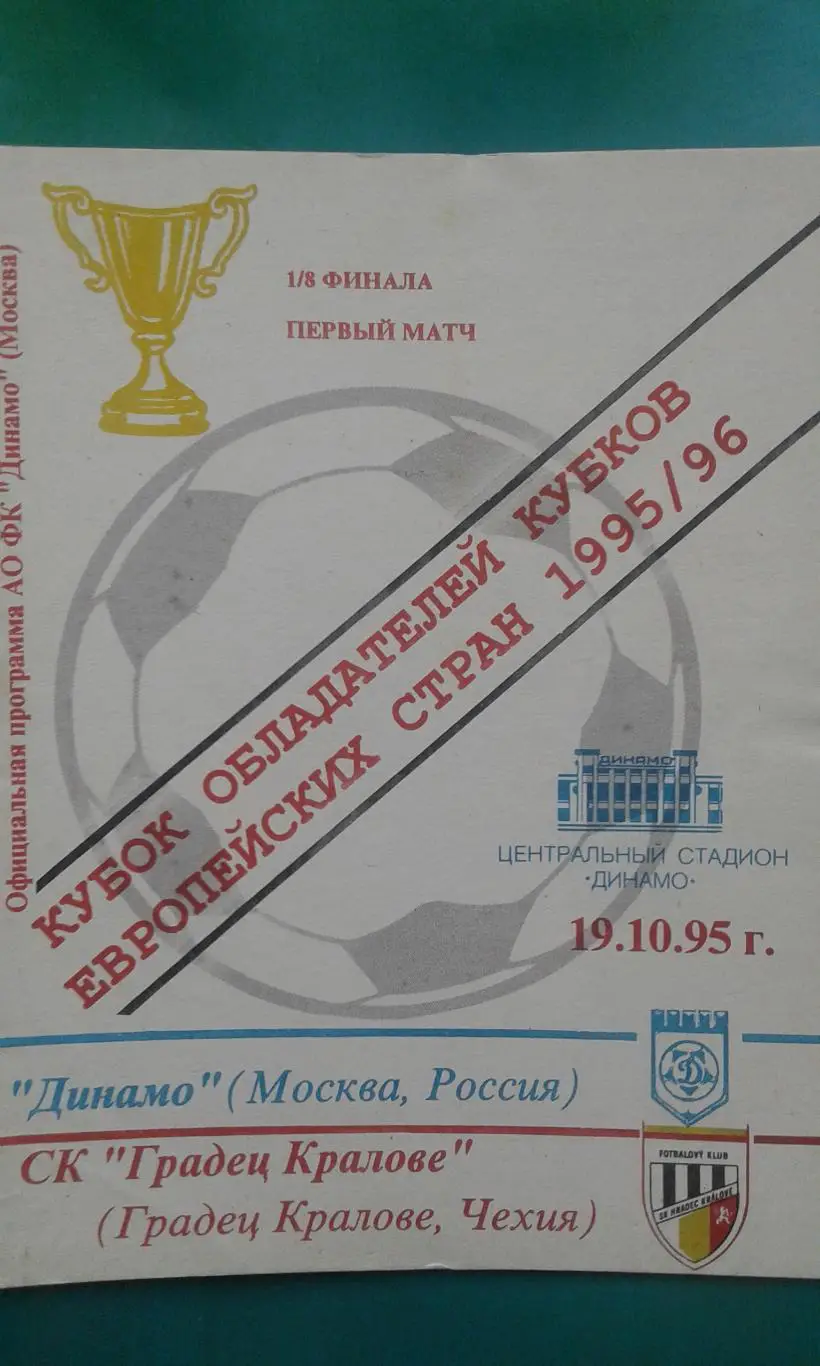 Официальная программа АО ФК "Динамо" (Москва)
1/8 ФИНАЛА
ПЕРВЫЙ МАТЧ
КУБОК ОБЛАДАТЕЛЕЙ КУБКОВ
ЕВРОПЕЙСКИХ СТРАН 1995/96
ДИНАМО
ЦЕНТРАЛЬНЫЙ СТАДИОН
·ДИНАМО·
19.10.95 г.
"Динамо" (Москва, Россия)
Д
СК "Градец Кралове"
(Градец Кралове, Чехия)
FOTBALOVÝ KLUB
SK HRADEC KRÁLOVÉ